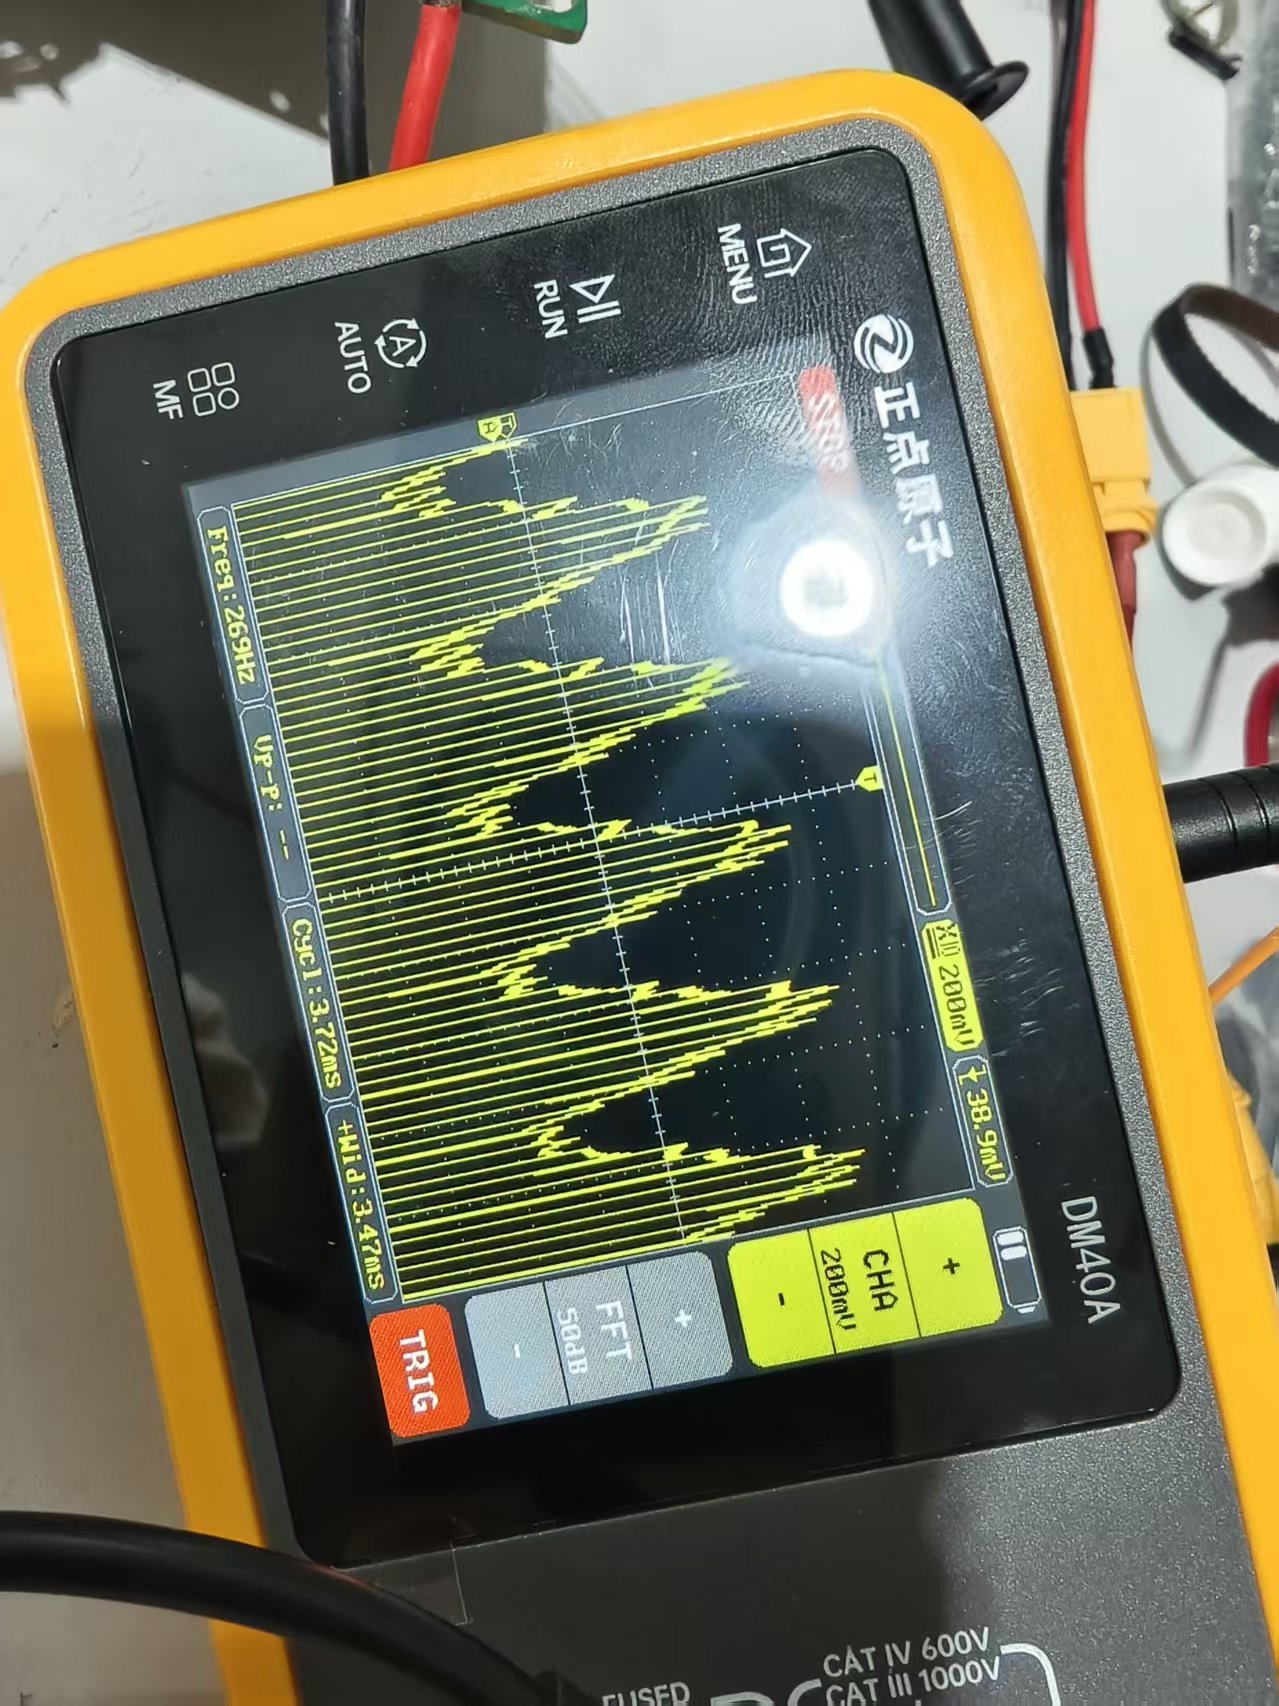 正点原子
DM40A
MENU
RUN
AUTO
MF
STOP
X10 200mV
38.9mV
T
T
A
+
CHA
200mV
-
+
FFT
50dB
-
TRIG
Freq:269Hz
Vp-p: --
Cycl:3.72ms
+Wid:3.47ms
CAT IV 600V
CAT III 1000V
FUSED